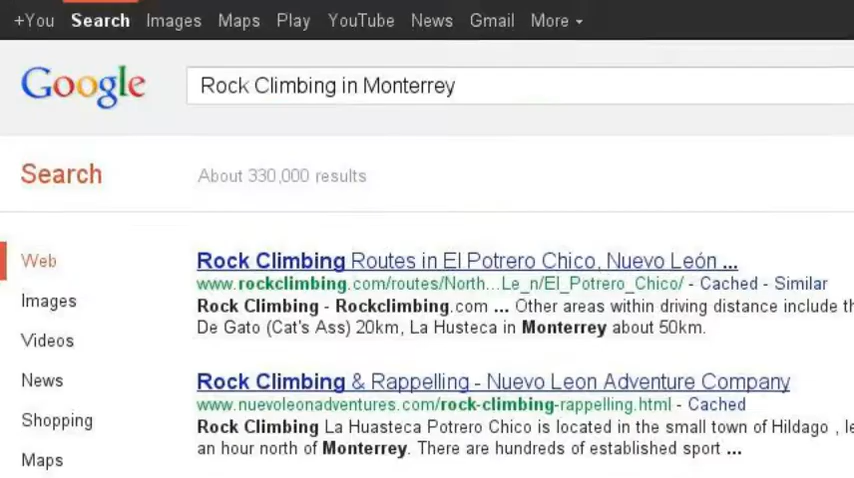 +You Search Images Maps Play YouTube News Gmail More
Google Rock Climbing in Monterrey
Search About 330,000 results
Web
Images
Videos
News
Shopping
Maps
Rock Climbing Routes in El Potrero Chico, Nuevo León ...
www.rockclimbing.com/routes/North...Le_n/El_Potrero_Chico/ - Cached - Similar
Rock Climbing - Rockclimbing.com ... Other areas within driving distance include
De Gato (Cat's Ass) 20km, La Husteca in Monterrey about 50km.
Rock Climbing & Rappelling - Nuevo Leon Adventure Company
www.nuevoleonadventures.com/rock-climbing-rappelling.html - Cached
Rock Climbing La Huasteca Potrero Chico is located in the small town of Hildago ,
an hour north of Monterrey. There are hundreds of established sport ...